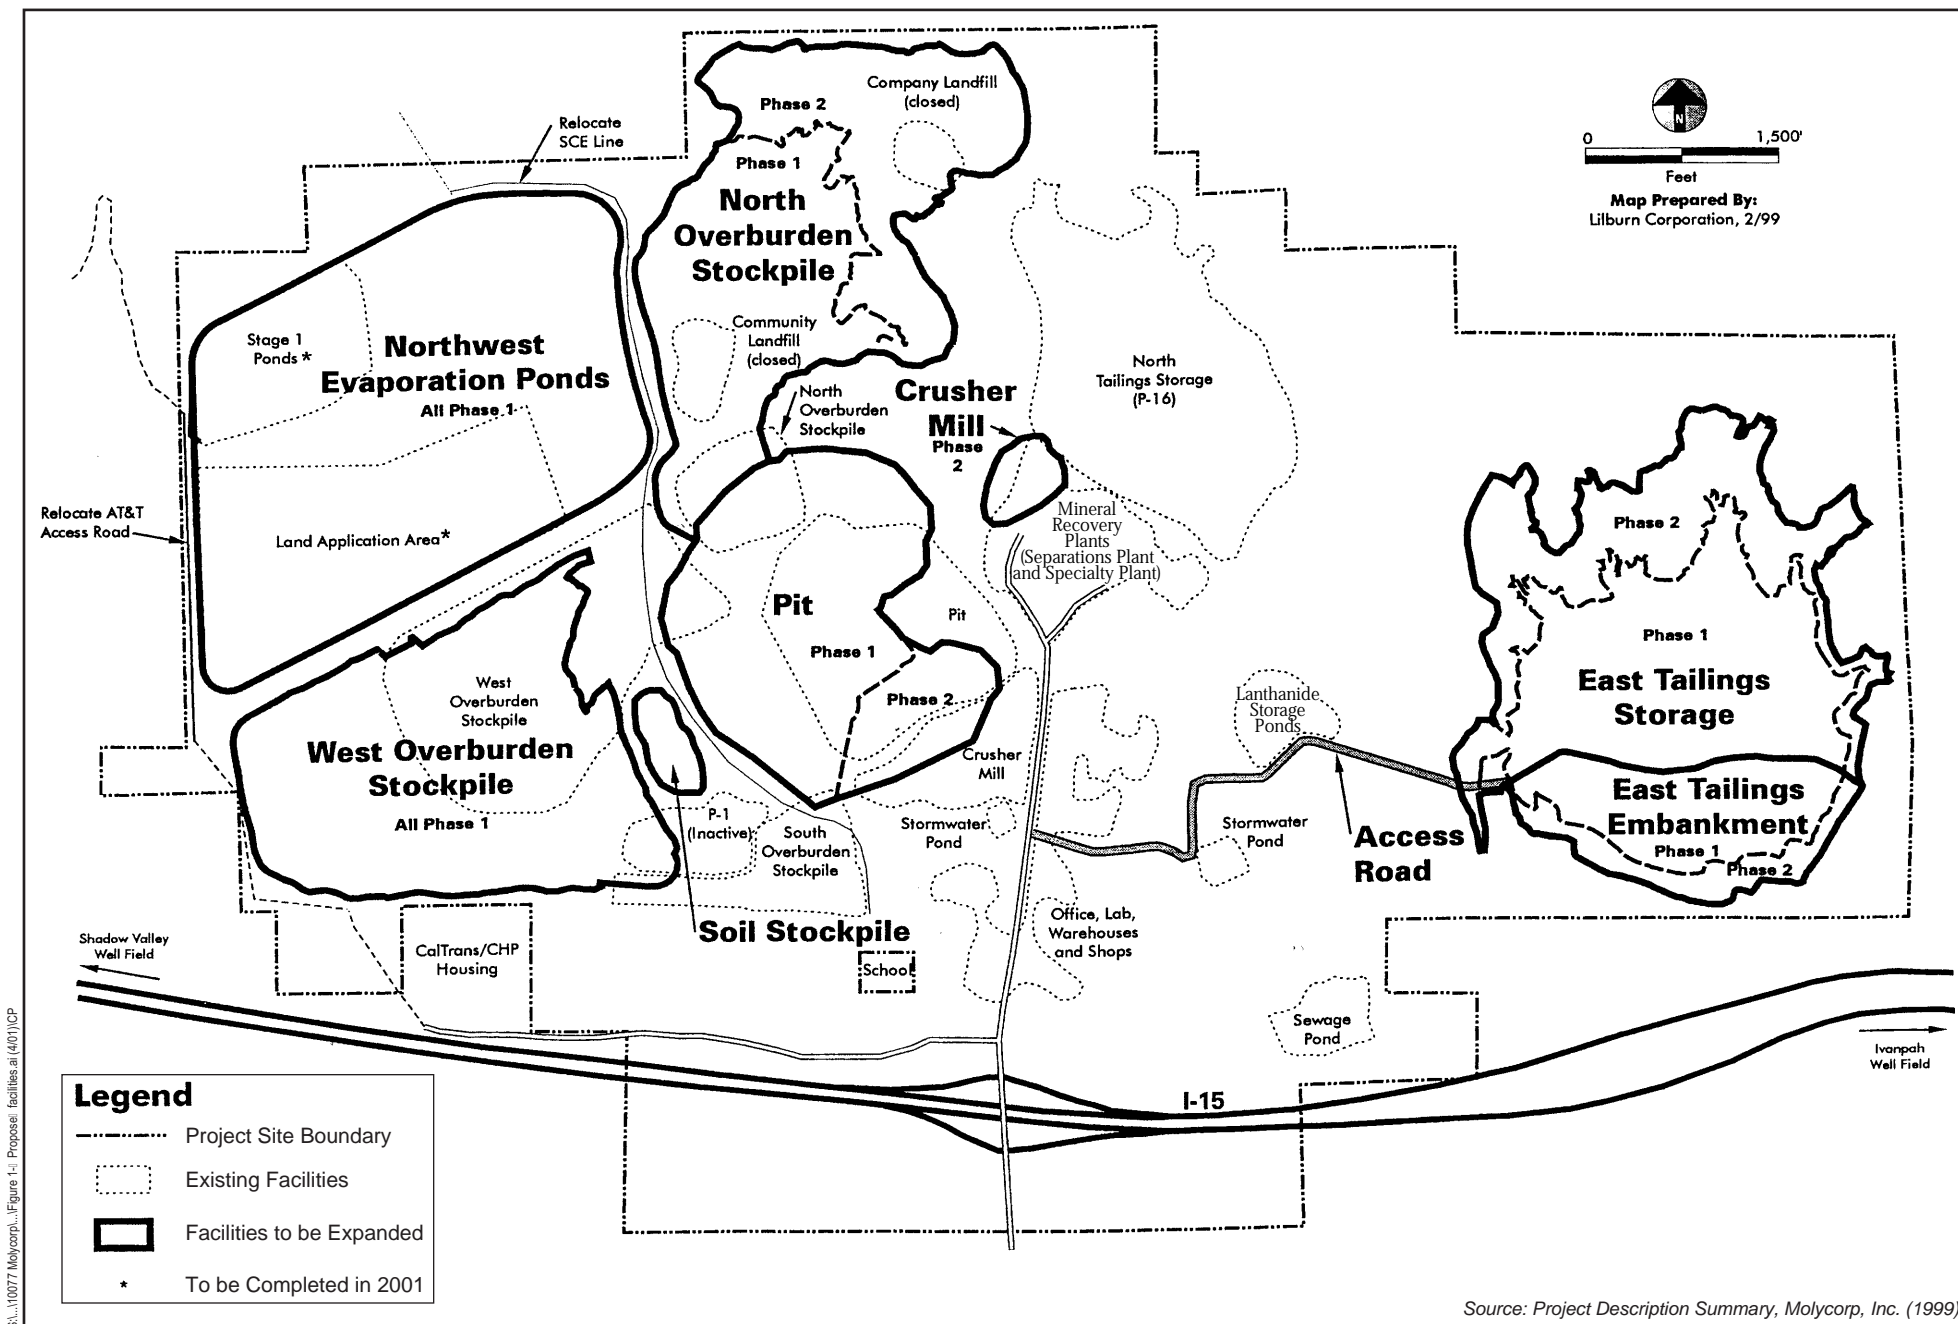 Company Landfill
(closed)
Phase 2
Relocate
SCE Line
Phase 1
North
Overburden
Stockpile
N
0
1,500'
Feet
Map Prepared By:
Lilburn Corporation, 2/99
Stage 1
Ponds*
Northwest
Evaporation Ponds
All Phase 1
Community
Landfill
(closed)
North
Overburden
Stockpile
Crusher
Mill
Phase
2
North
Tailings Storage
(P-16)
Relocate AT&T
Access Road
Land Application Area*
Mineral
Recovery
Plants
(Separations Plant
and Specialty Plant)
Phase 2
Pit
Pit
Phase 1
Phase 2
Phase 1
East Tailings
Storage
West
Overburden
Stockpile
West Overburden
Stockpile
All Phase 1
Crusher
Mill
Lanthanide
Storage
Ponds
East Tailings
Embankment
Phase 1
Phase 2
P-1
(Inactive)
South
Overburden
Stockpile
Stormwater
Pond
Stormwater
Pond
Access
Road
Soil Stockpile
Office, Lab,
Warehouses
and Shops
Shadow Valley
Well Field
CalTrans/CHP
Housing
School
Sewage
Pond
Ivanpah
Well Field
I-15
Legend
Project Site Boundary
Existing Facilities
Facilities to be Expanded
* To be Completed in 2001
Source: Project Description Summary, Molycorp, Inc. (1999)